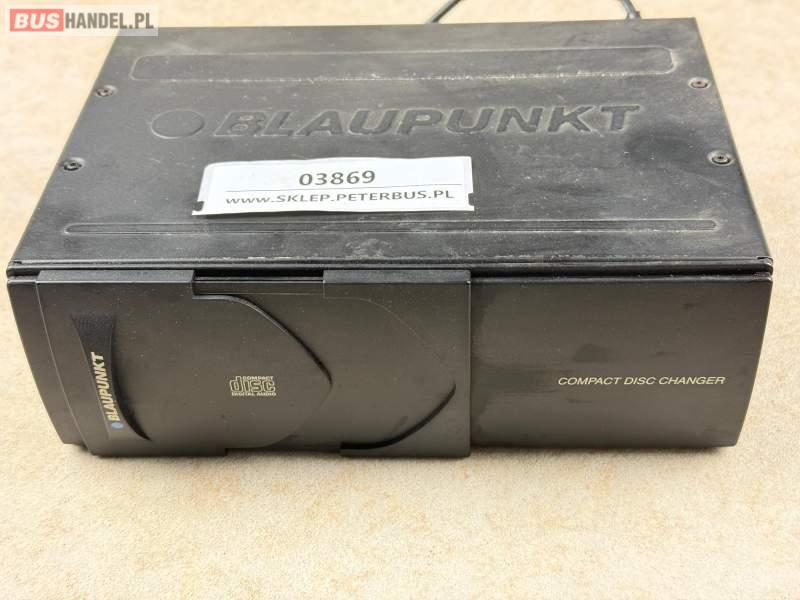 BUSHANDEL.PL
BLAUPUNKT
03869
WWW.SKLEP.PETERBUS.PL
BLAUPUNKT
COMPACT
disc
DIGITAL AUDIO
COMPACT DISC CHANGER